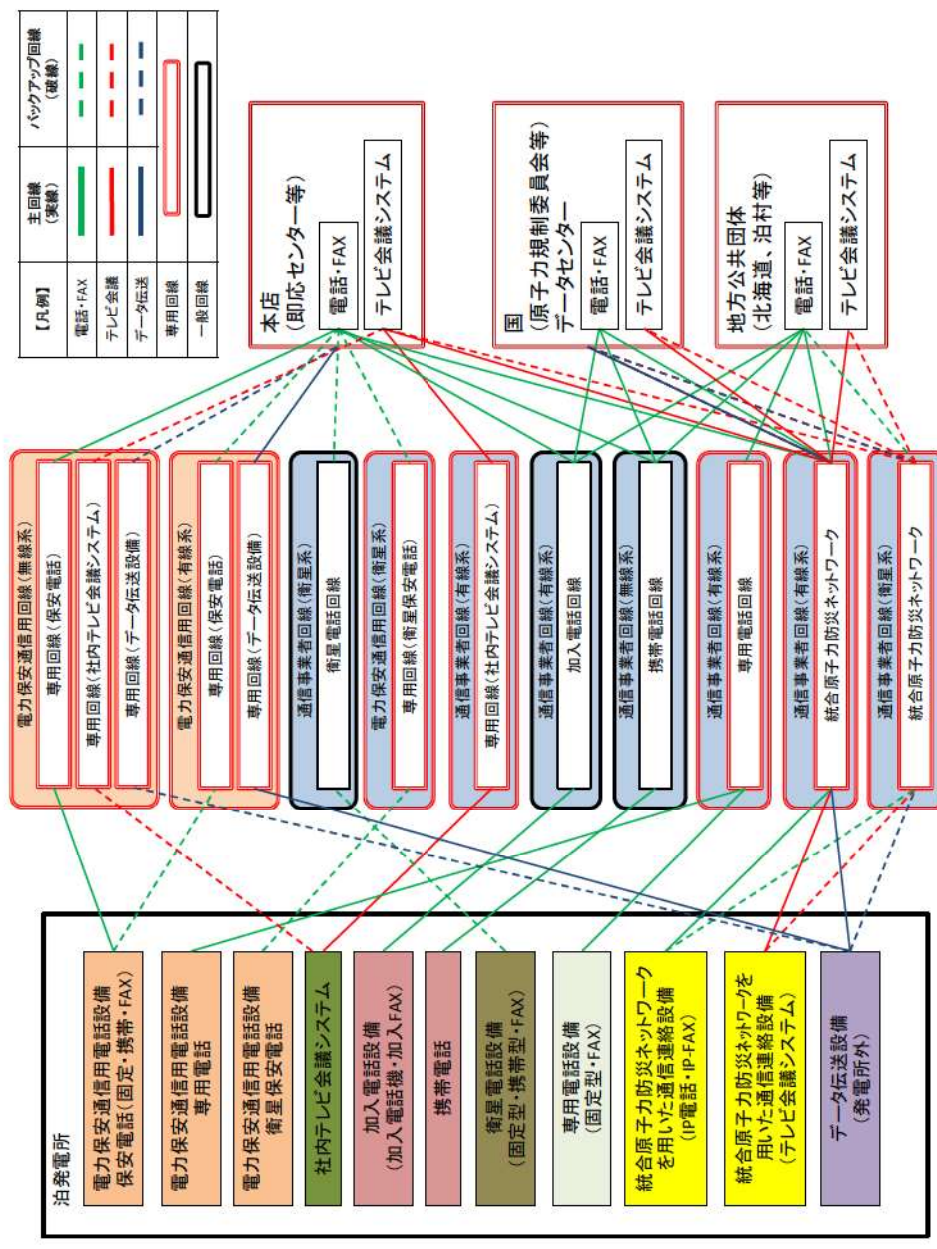 【凡例】
主回線
(実線)
バックアップ回線
(破線)
電話・FAX
テレビ会議
データ伝送
専用回線
一般回線
泊発電所
電力保安通信用電話設備
保安電話(固定・携帯・FAX)
電力保安通信用電話設備
専用電話
電力保安通信用電話設備
衛星保安電話
社内テレビ会議システム
加入電話設備
(加入電話機・加入FAX)
携帯電話
衛星電話設備
(固定型・携帯型・FAX)
専用電話設備
(固定型・FAX)
統合原子力防災ネットワーク
を用いた通信連絡設備
(IP電話・IP-FAX)
統合原子力防災ネットワークを
用いた通信連絡設備
(テレビ会議システム)
データ伝送設備
(発電所外)
電力保安通信用回線(無線系)
専用回線(保安電話)
専用回線(社内テレビ会議システム)
専用回線(データ伝送設備)
電力保安通信用回線(有線系)
専用回線(保安電話)
専用回線(データ伝送設備)
通信事業者回線(衛星系)
衛星電話回線
電力保安通信用回線(衛星系)
専用回線(衛星保安電話)
通信事業者回線(有線系)
専用回線(社内テレビ会議システム)
通信事業者回線(有線系)
加入電話回線
通信事業者回線(無線系)
携帯電話回線
通信事業者回線(有線系)
専用電話回線
通信事業者回線(有線系)
統合原子力防災ネットワーク
通信事業者回線(衛星系)
統合原子力防災ネットワーク
本店
(即応センター等)
電話・FAX
テレビ会議システム
国
(原子力規制委員会等)
データセンター
電話・FAX
テレビ会議システム
地方公共団体
(北海道、泊村等)
電話・FAX
テレビ会議システム